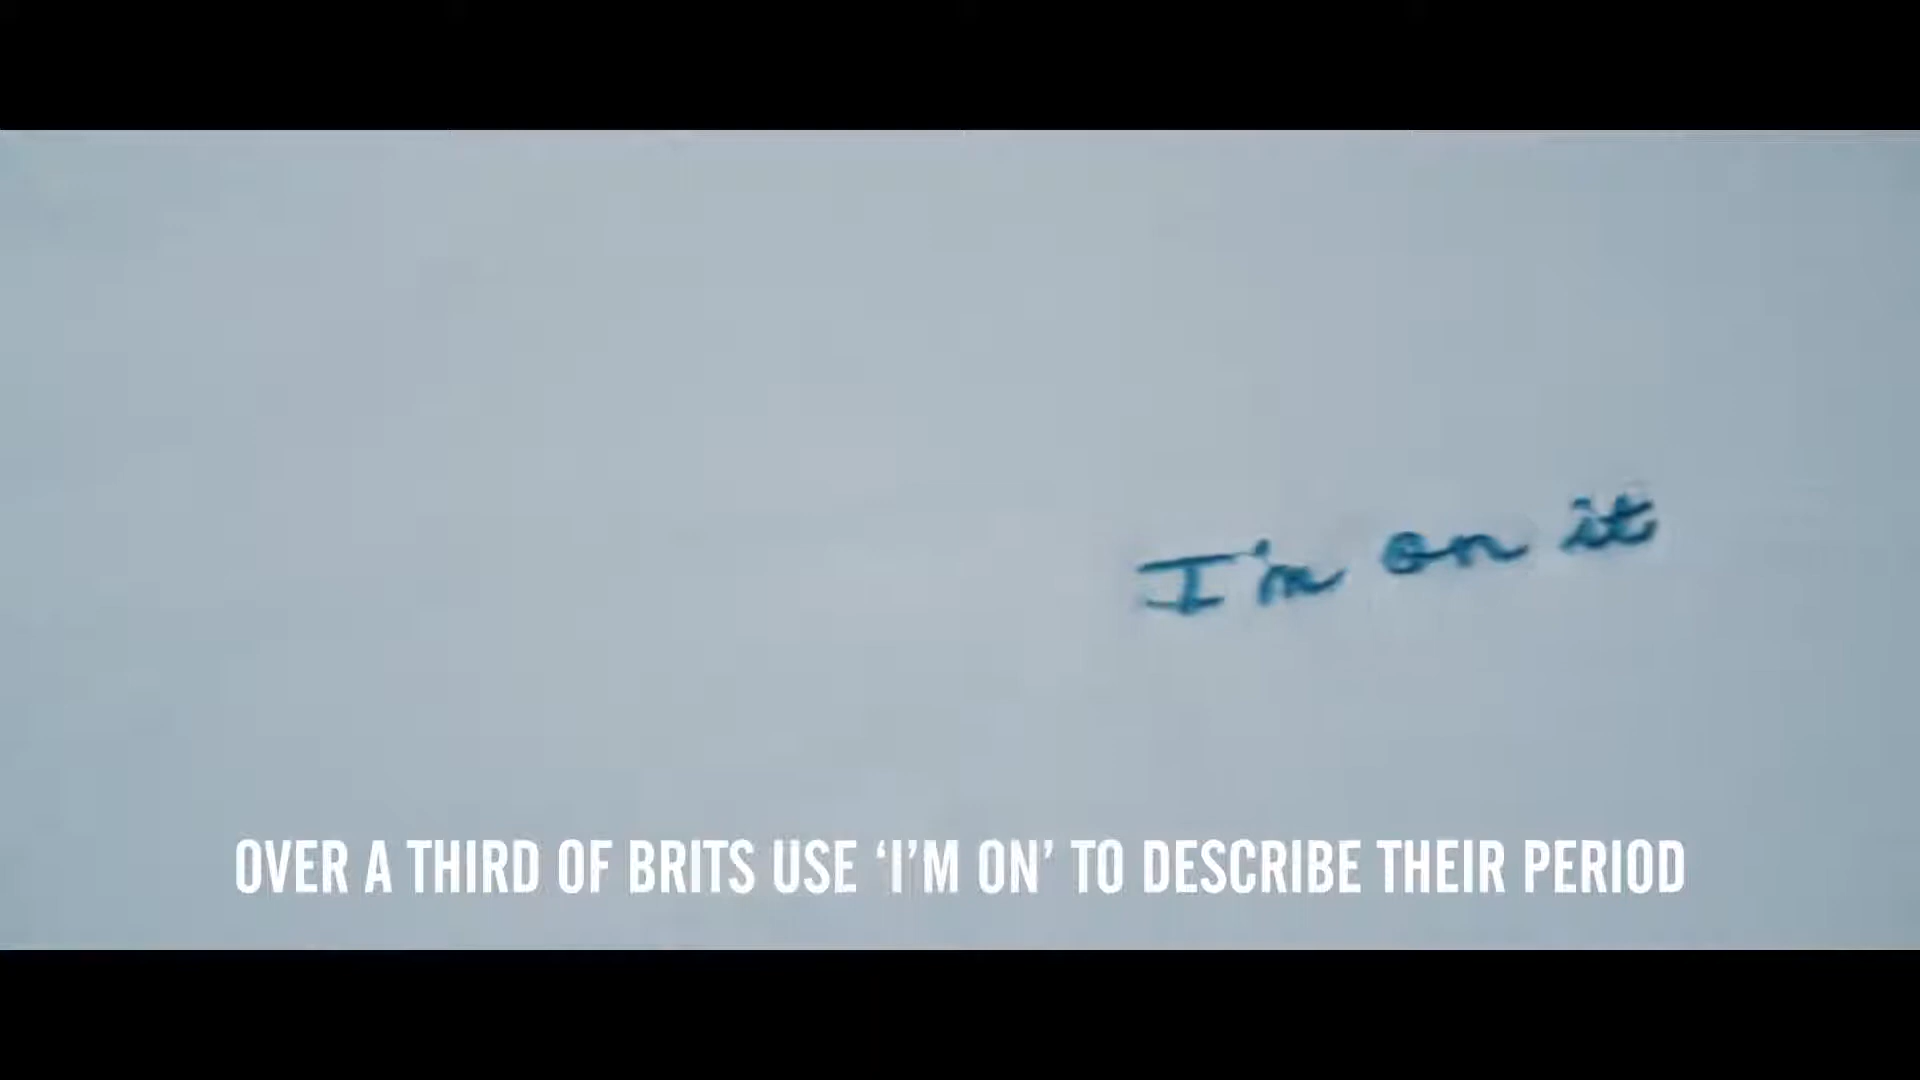 I'm on it
OVER A THIRD OF BRITS USE ‘I’M ON’ TO DESCRIBE THEIR PERIOD